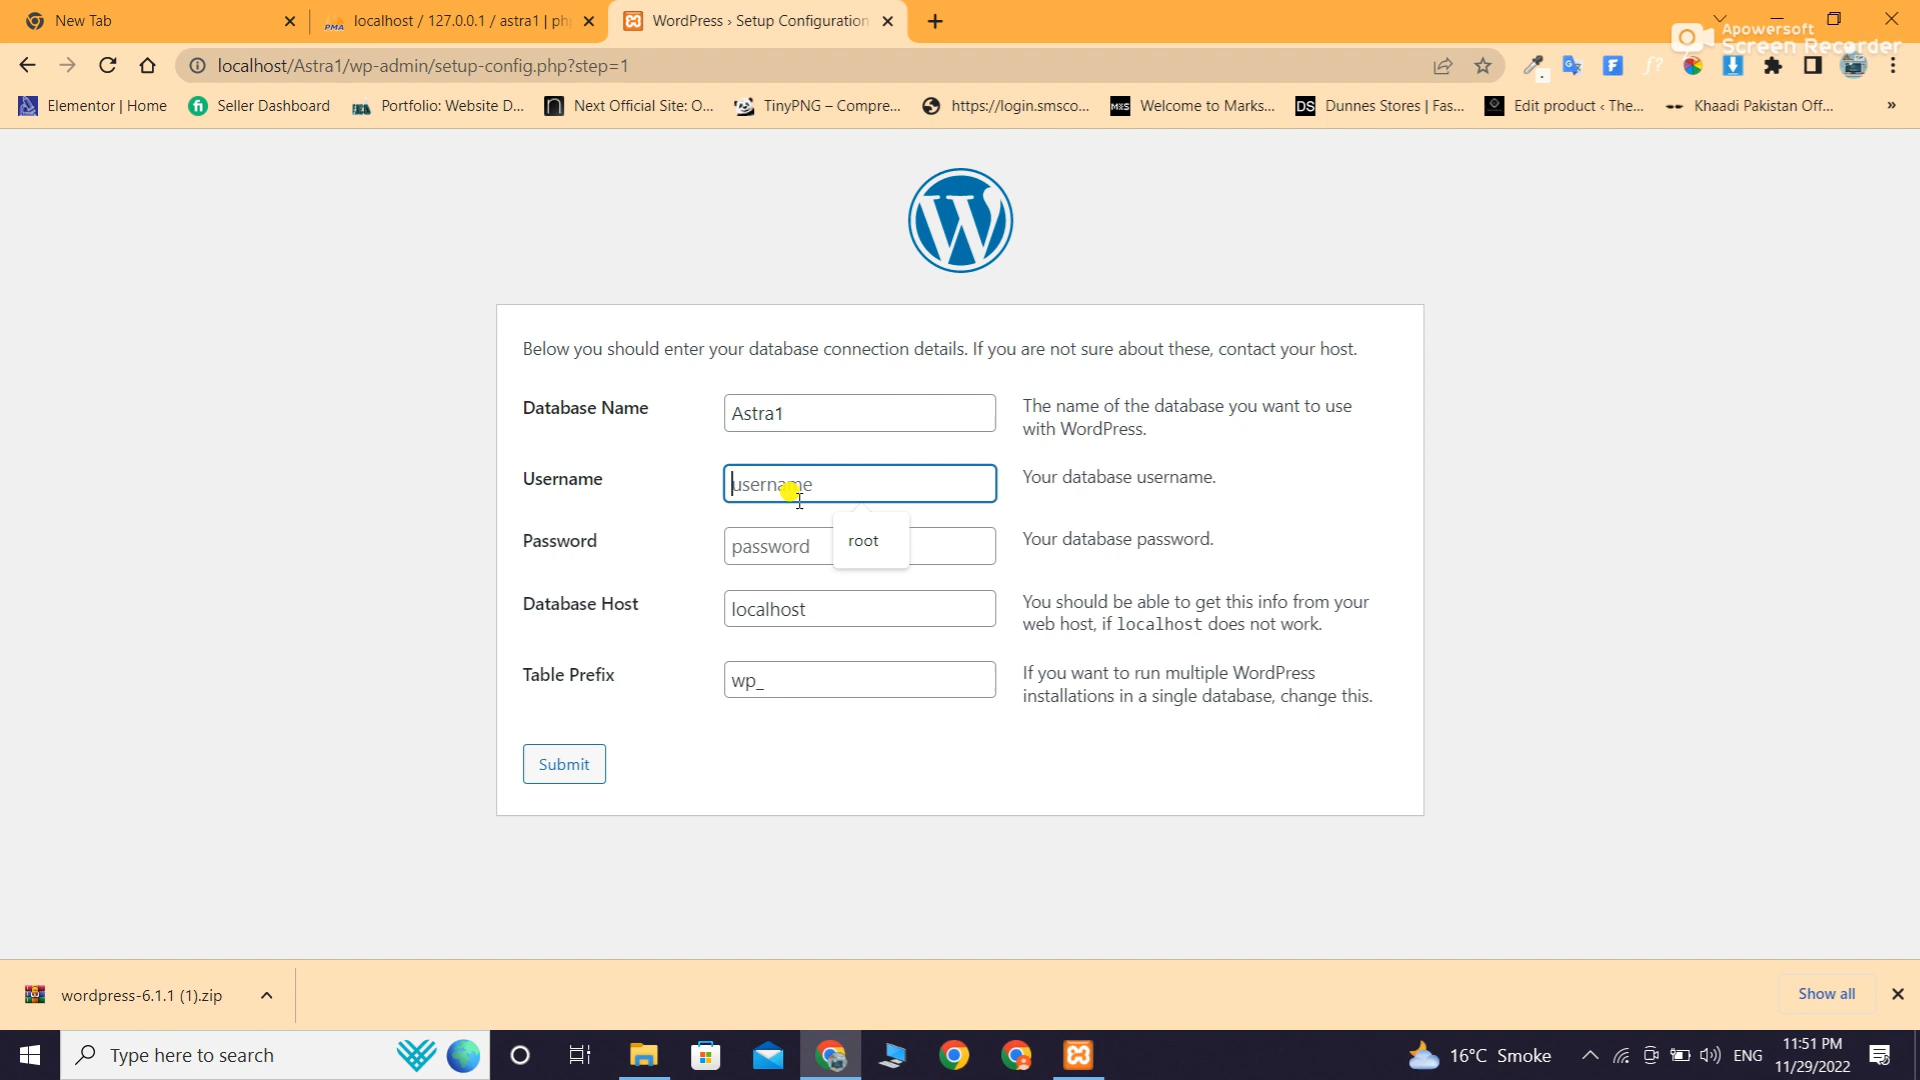 New Tab
localhost / 127.0.0.1 / astra1 | ph
WordPress › Setup Configuration
Apowersoft
Screen Recorder
localhost/Astra1/wp-admin/setup-config.php?step=1
Elementor | Home
Seller Dashboard
Portfolio: Website D...
Next Official Site: O...
TinyPNG – Compre...
https://login.smsco...
M&S
Welcome to Marks...
DS
Dunnes Stores | Fas...
Edit product ‹ The...
Khaadi Pakistan Off...
»
Below you should enter your database connection details. If you are not sure about these, contact your host.
Database Name
Astra1
The name of the database you want to use
with WordPress.
Username
username
Your database username.
Password
password
root
Your database password.
Database Host
localhost
You should be able to get this info from your
web host, if localhost does not work.
Table Prefix
wp_
If you want to run multiple WordPress
installations in a single database, change this.
Submit
wordpress-6.1.1 (1).zip
Show all
Type here to search
16°C Smoke
ENG
11:51 PM
11/29/2022